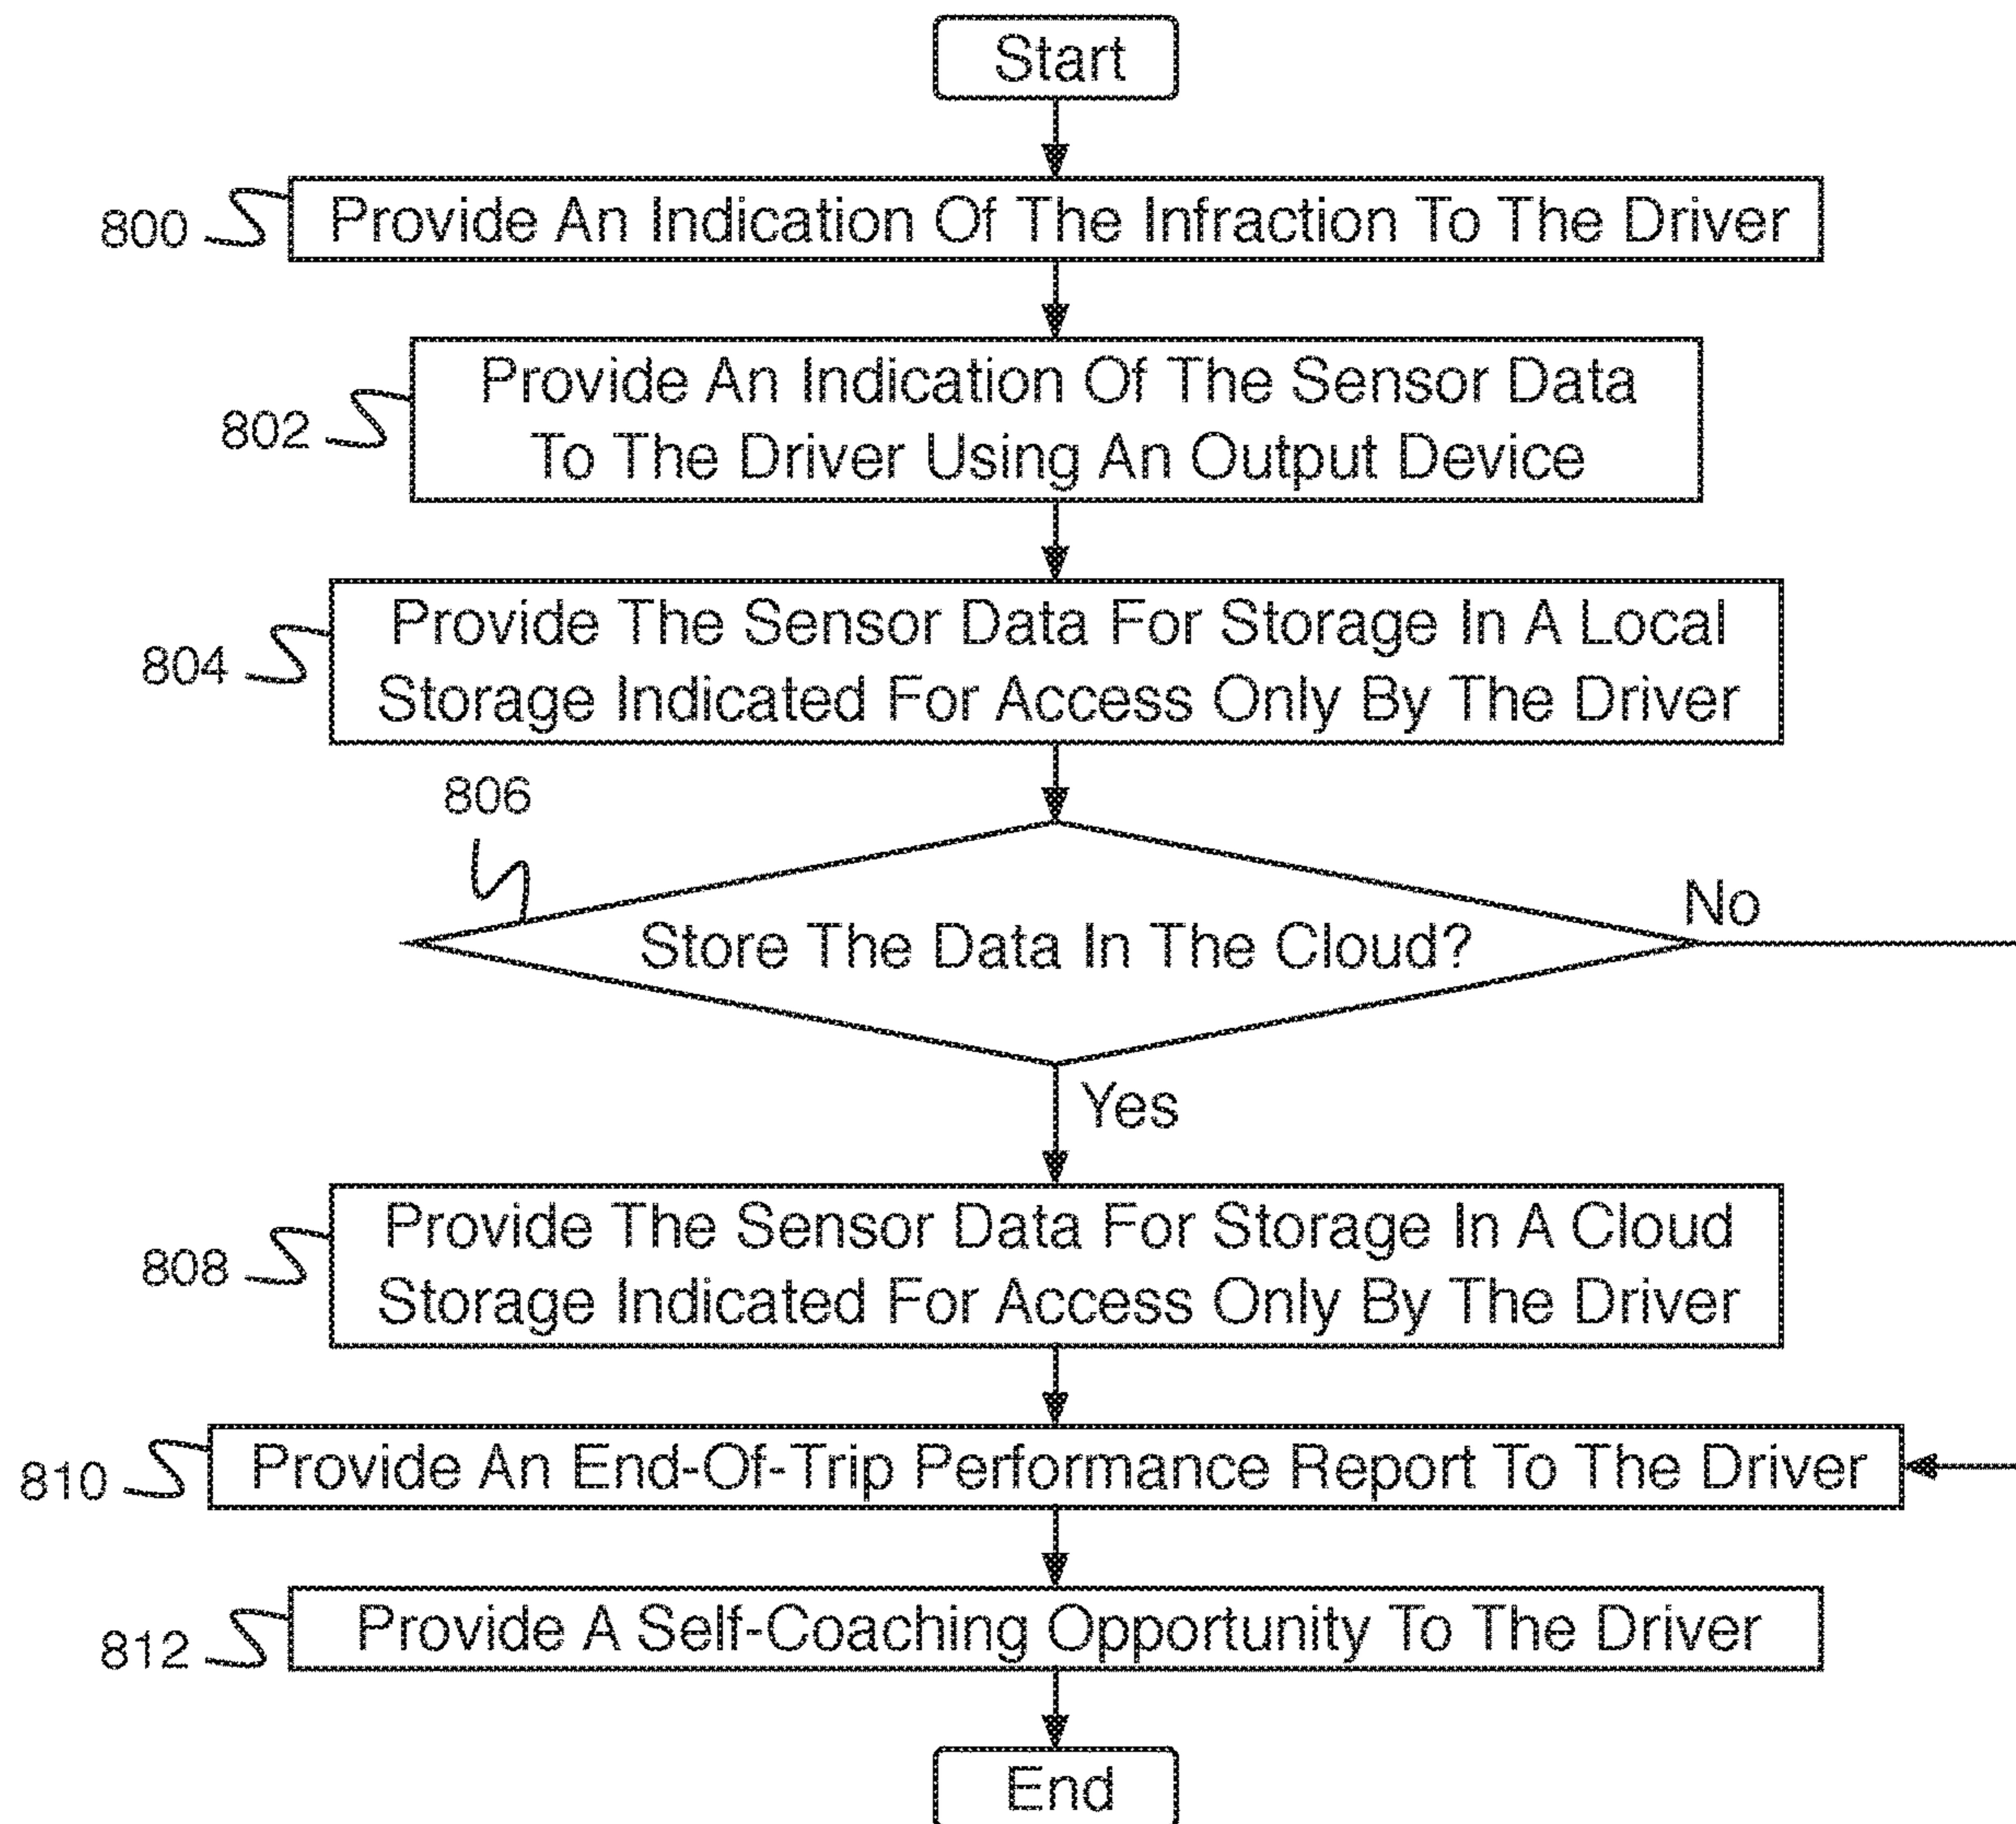 Start
800
Provide An Indication Of The Infraction To The Driver
802
Provide An Indication Of The Sensor Data
To The Driver Using An Output Device
804
Provide The Sensor Data For Storage In A Local
Storage Indicated For Access Only By The Driver
806
Store The Data In The Cloud?
No
Yes
808
Provide The Sensor Data For Storage In A Cloud
Storage Indicated For Access Only By The Driver
810
Provide An End-Of-Trip Performance Report To The Driver
812
Provide A Self-Coaching Opportunity To The Driver
End